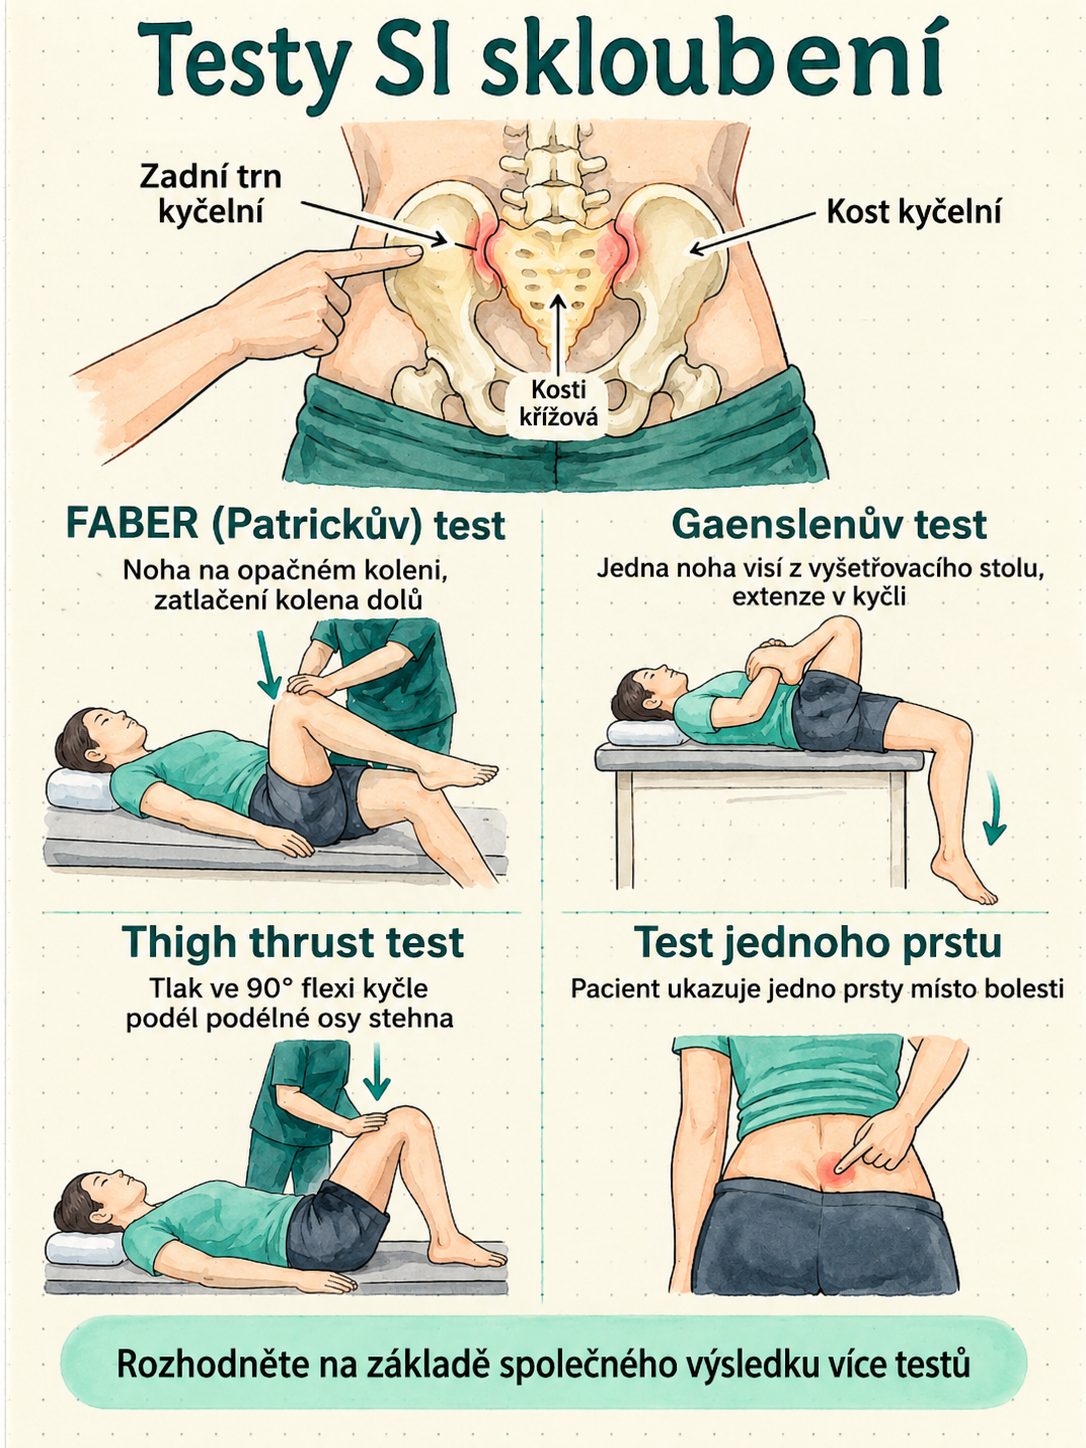 Testy SI skloubení
Zadní trn
kyčelní
Kost kyčelní
Kosti
křížová
FABER (Patrickův) test
Noha na opačném koleni,
zatlačení kolena dolů
Gaenslenův test
Jedna noha visí z vyšetřovacího stolu,
extenze v kyčli
Thigh thrust test
Tlak ve 90° flexi kyčle
podél podélné osy stehna
Test jednoho prstu
Pacient ukazuje jedno prsty místo bolesti
Rozhodněte na základě společného výsledku více testů